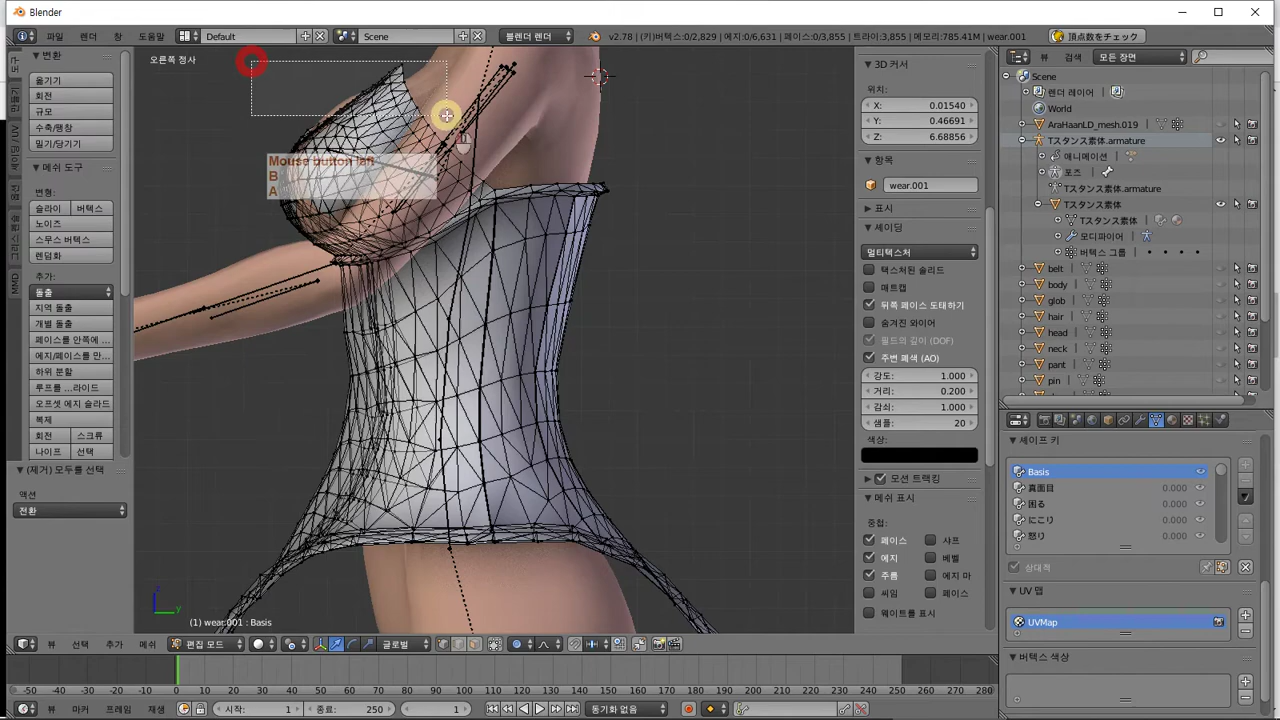 Blender
파일
렌더
창
도움말
Default
Scene
블렌더 렌더
v2.78 | (키)버텍스:0/2,829 | 에지:0/6,631 | 페이스:0/3,855 | 트라이:3,855 | 메모리:785.41M | wear.001
頂点数をチェック
변환
옮기기
회전
규모
수축/팽창
밀기/당기기
메쉬 도구
변형:
슬라이 버텍스
노이즈
스무스 버텍스
렌덤화
추가:
돌출
지역 돌출
개별 돌출
페이스를 안쪽에 ...
에지/페이스를 만...
하위 분할
루프를 ...라이드
오프셋 에지 슬라드
복제
회전 스크류
나이프 선택
(제거) 모두를 선택
액션
전환
MMD
오른쪽 정사
Mouse button left
B
A
(1) wear.001 : Basis
3D 커서
위치:
X: 0.01540
Y: 0.46691
Z: 6.68856
항목
wear.001
표시
셰이딩
멀티텍스처
텍스처된 솔리드
매트캡
뒤쪽 페이스 도태하기
숨겨진 와이어
필드의 깊이 (DOF)
주변 폐색 (AO)
강도: 1.000
거리: 0.200
감쇠: 1.000
샘플: 20
색상:
모션 트랙킹
메쉬 표시
중첩:
페이스 샤프
에지 베벨
주름 에지 마
씨임 페이스
웨이트를 표시
뷰 검색 모든 장면
Scene
렌더 레이어
World
AraHaanLD_mesh.019
Tスタンス素体.armature
애니메이션
포즈
Tスタンス素体.armature
Tスタンス素体
Tスタンス素体
모디파이어
버텍스 그룹
belt
body
glob
hair
head
neck
pant
pin
셰이프 키
Basis
真面目 0.000
困る 0.000
にこり 0.000
怒り 0.000
상대적
UV 맵
UVMap
버텍스 색상
뷰 선택 추가 메쉬 편집 모드 글로벌
-50 -40 -30 -20 -10 0 10 20 30 40 50 60 70 80 90 100 110 120 130 140 150 160 170 180 190 200 210 220 230 240 250 260 270 280
뷰 마커 프레임 재생 시작: 1 종료: 250 1 동기화 없음